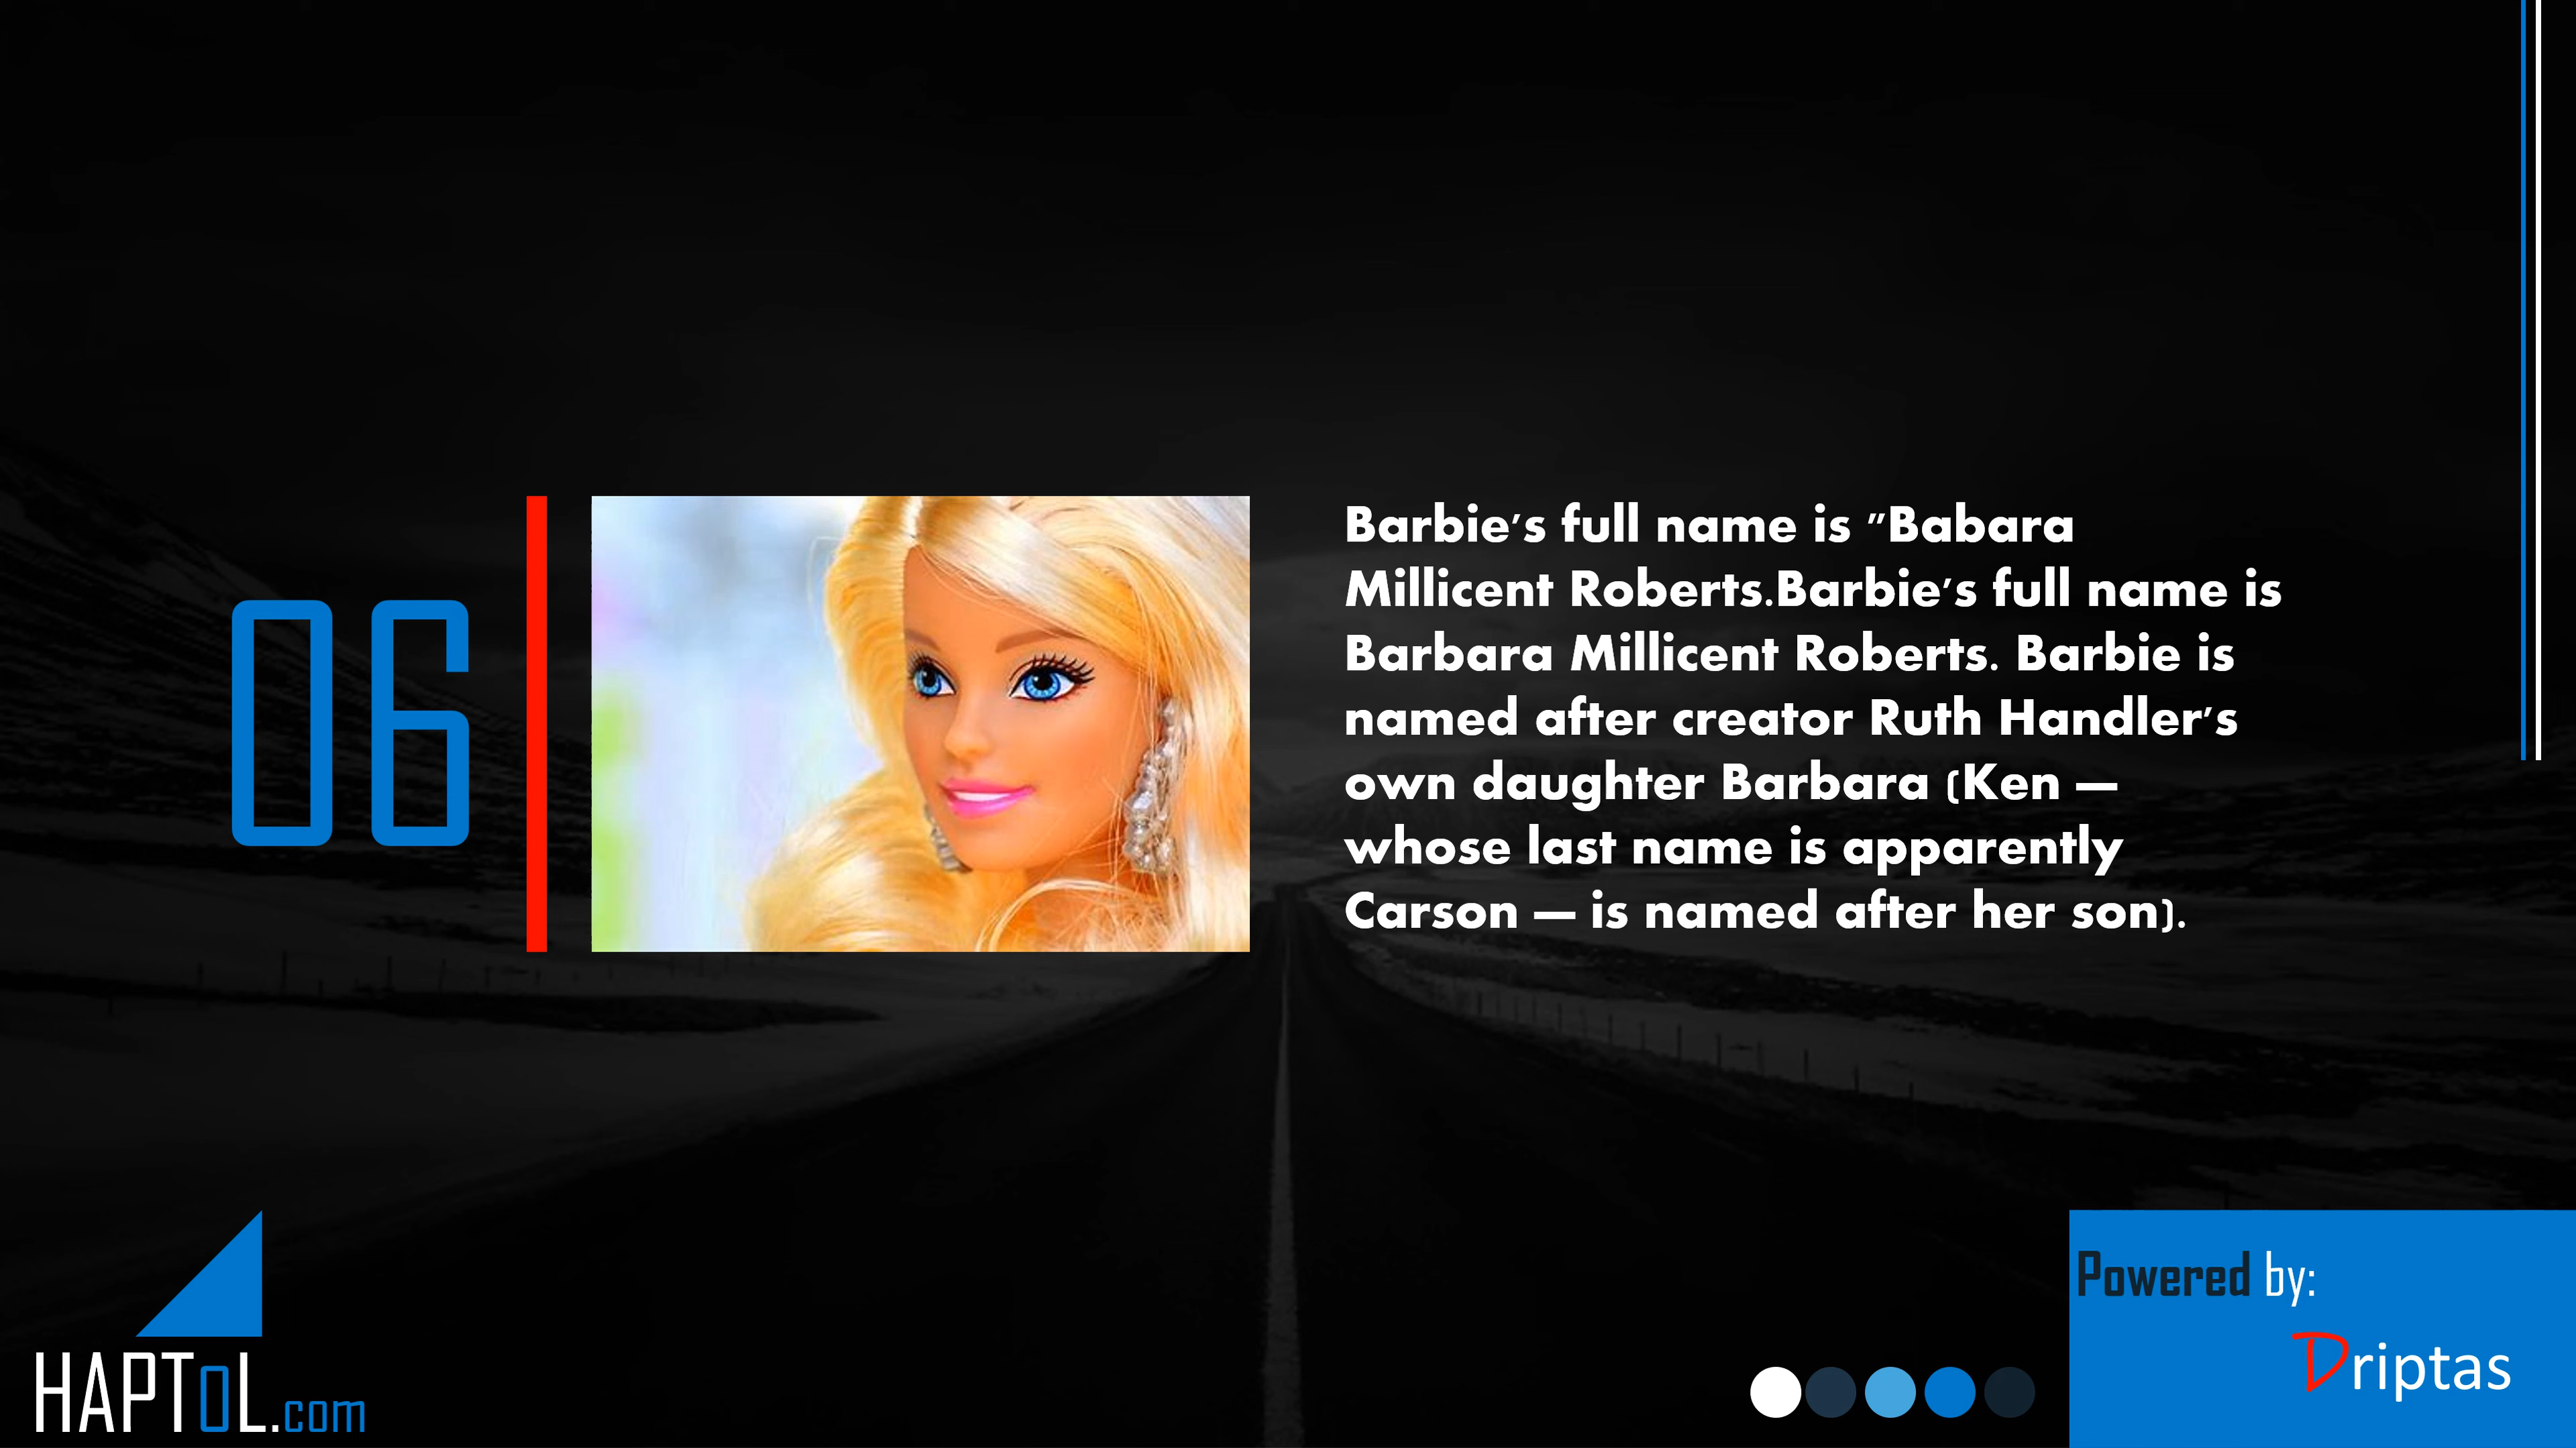 06
Barbie's full name is "Babara
Millicent Roberts.Barbie's full name is
Barbara Millicent Roberts. Barbie is
named after creator Ruth Handler's
own daughter Barbara (Ken —
whose last name is apparently
Carson — is named after her son).
HAPToL.com
Powered by:
Driptas